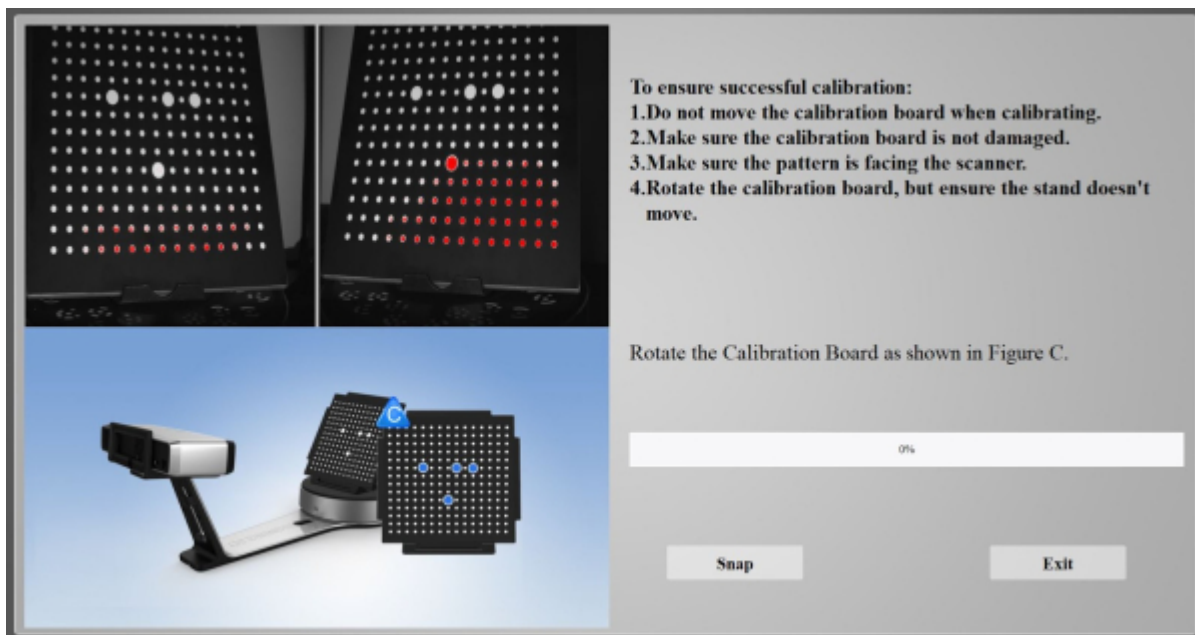 To ensure successful calibration:
1.Do not move the calibration board when calibrating.
2.Make sure the calibration board is not damaged.
3.Make sure the pattern is facing the scanner.
4.Rotate the calibration board, but ensure the stand doesn't
move.
Rotate the Calibration Board as shown in Figure C.
0%
C
Snap
Exit